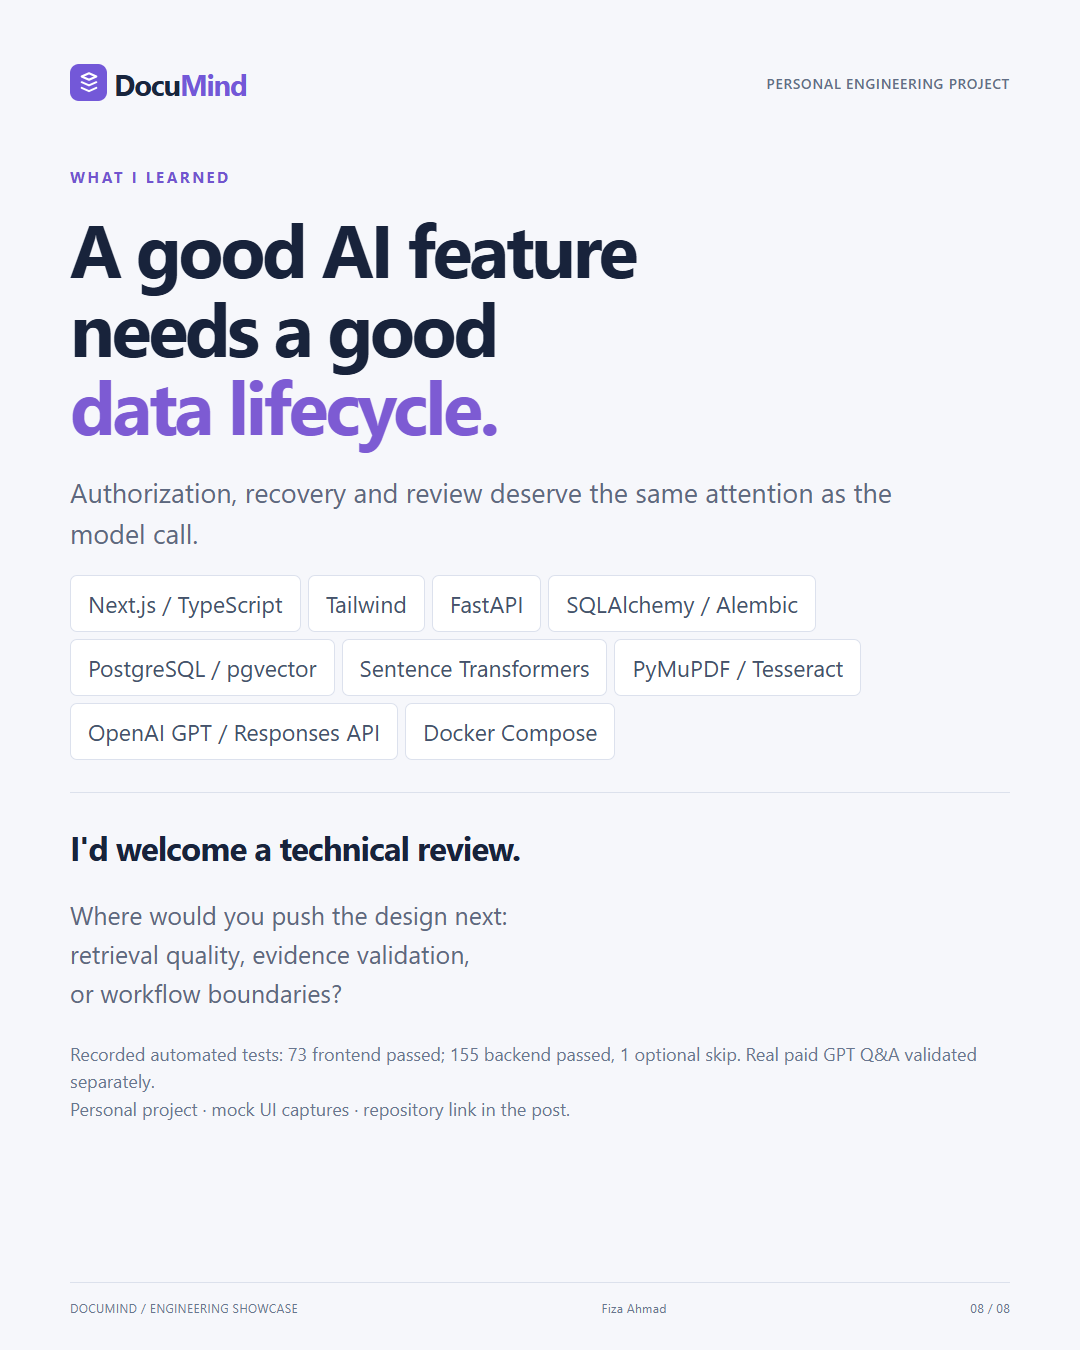 DocuMind
PERSONAL ENGINEERING PROJECT
WHAT I LEARNED
A good AI feature
needs a good
data lifecycle.
Authorization, recovery and review deserve the same attention as the
model call.
Next.js / TypeScript
Tailwind
FastAPI
SQLAlchemy / Alembic
PostgreSQL / pgvector
Sentence Transformers
PyMuPDF / Tesseract
OpenAI GPT / Responses API
Docker Compose
I'd welcome a technical review.
Where would you push the design next:
retrieval quality, evidence validation,
or workflow boundaries?
Recorded automated tests: 73 frontend passed; 155 backend passed, 1 optional skip. Real paid GPT Q&A validated
separately.
Personal project · mock UI captures · repository link in the post.
DOCUMIND / ENGINEERING SHOWCASE
Fiza Ahmad
08 / 08